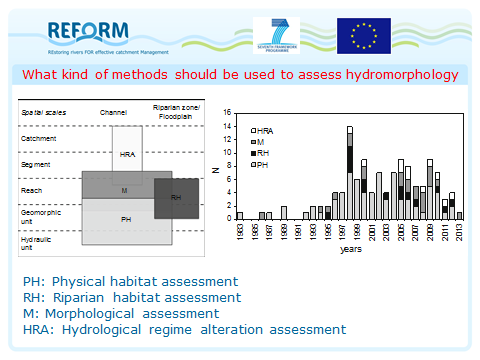 REFORM
REstoring rivers FOR effective catchment Management
SEVENTH FRAMEWORK
PROGRAMME
What kind of methods should be used to assess hydromorphology
Spatial scales
Channel
Riparian zone/
Floodplain
Catchment
HRA
Segment
Reach
M
RH
Geomorphic
unit
PH
Hydraulic
unit
16
14
12
10
8
6
4
2
0
N
HRA
M
RH
PH
1983
1985
1987
1989
1991
1993
1995
1997
1999
2001
2003
2005
2007
2009
2011
2013
years
PH: Physical habitat assessment
RH: Riparian habitat assessment
M: Morphological assessment
HRA: Hydrological regime alteration assessment